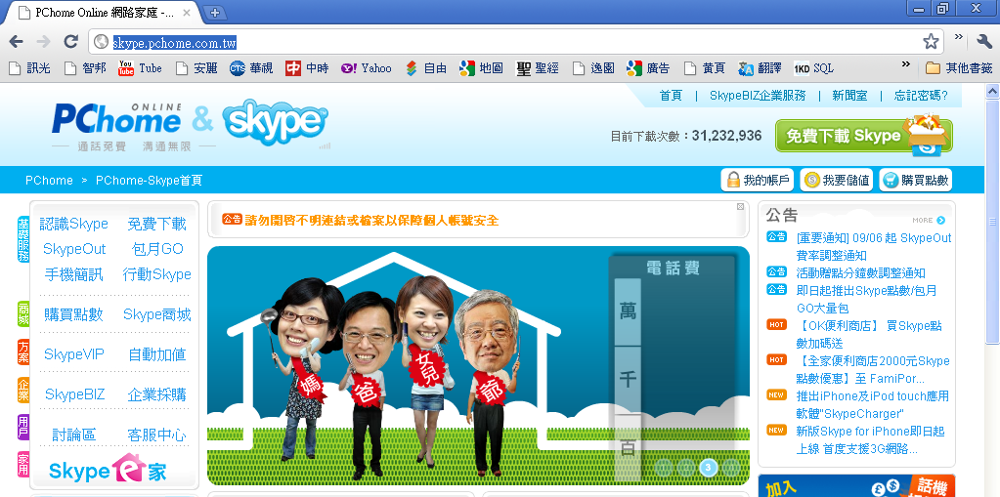 PChome Online 網路家庭 -...
skype.pchome.com.tw
訊光 智邦 You Tube Tube 安麗 CTS 華視 中 中時 Y! Yahoo 自由 地圖 聖 聖經 逸園 廣告 黃頁 翻譯 1KD SQL 其他書籤
首頁 | SkypeBIZ企業服務 | 新聞室 | 忘記密碼?
PChome ONLINE & skype
通話免費 溝通無限
目前下載次數：31,232,936
免費下載 Skype
PChome > PChome-Skype首頁
我的帳戶 我要儲值 購買點數
基礎服務
認識Skype 免費下載
SkypeOut 包月GO
手機簡訊 行動Skype
商城
購買點數 Skype商城
方案
SkypeVIP 自動加值
企業
SkypeBIZ 企業採購
用戶
討論區 客服中心
家用
Skype e 家
公告 請勿開啓不明連結或檔案以保障個人帳號安全
媽 爸 女兒 爺
電話費
萬
千
百
3
公告
MORE
公告 [重要通知] 09/06 起 SkypeOut
費率調整通知
公告 活動贈點分鐘數調整通知
公告 即日起推出Skype點數/包月
GO大量包
HOT 【OK便利商店】 買Skype點
數加碼送
HOT 【全家便利商店2000元Skype
點數優惠】至 FamiPor...
NEW 推出iPhone及iPod touch應用
軟體"SkypeCharger"
NEW 新版Skype for iPhone即日起
上線 首度支援3G網路...
加入
£ $
話機